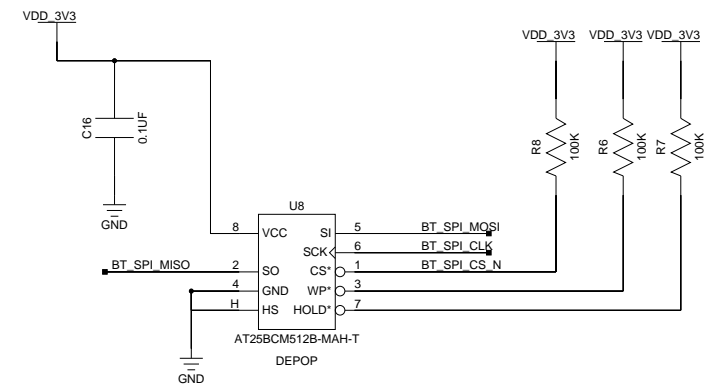 VDD_3V3
VDD_3V3 VDD_3V3 VDD_3V3
C16
0.1UF
R8
100K
R6
100K
R7
100K
GND
U8
8 VCC SI 5 BT_SPI_MOSI
SCK 6 BT_SPI_CLK
BT_SPI_MISO 2 SO CS* 1 BT_SPI_CS_N
4 GND WP* 3
H HS HOLD* 7
AT25BCM512B-MAH-T
DEPOP
GND